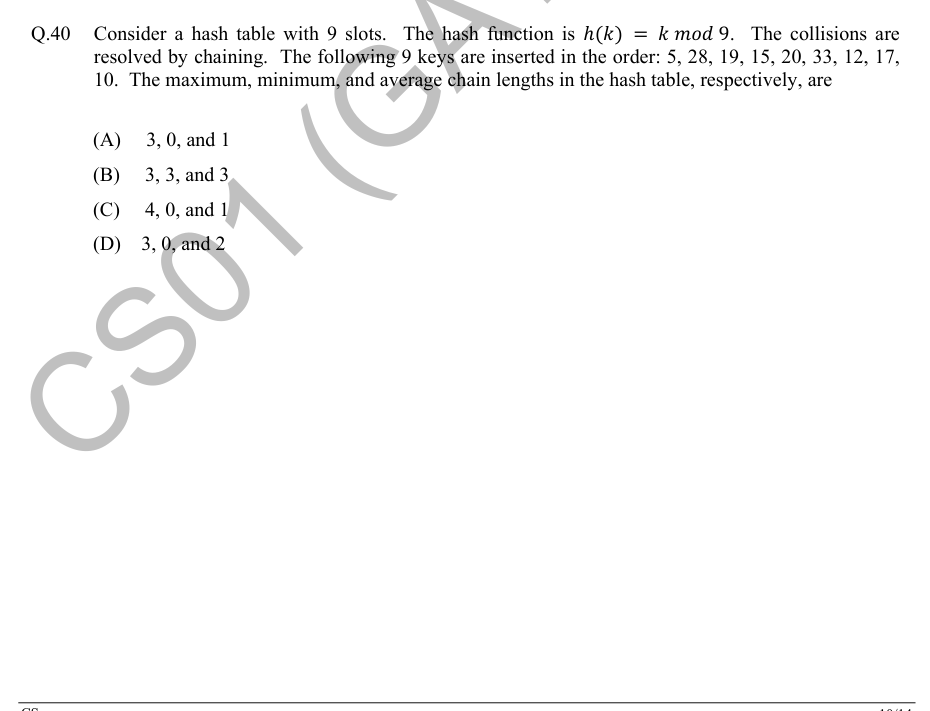 Q.40 Consider a hash table with 9 slots. The hash function is h(k) = k mod 9. The collisions are
resolved by chaining. The following 9 keys are inserted in the order: 5, 28, 19, 15, 20, 33, 12, 17,
10. The maximum, minimum, and average chain lengths in the hash table, respectively, are
(A) 3, 0, and 1
(B) 3, 3, and 3
(C) 4, 0, and 1
(D) 3, 0, and 2
CS01 (GA